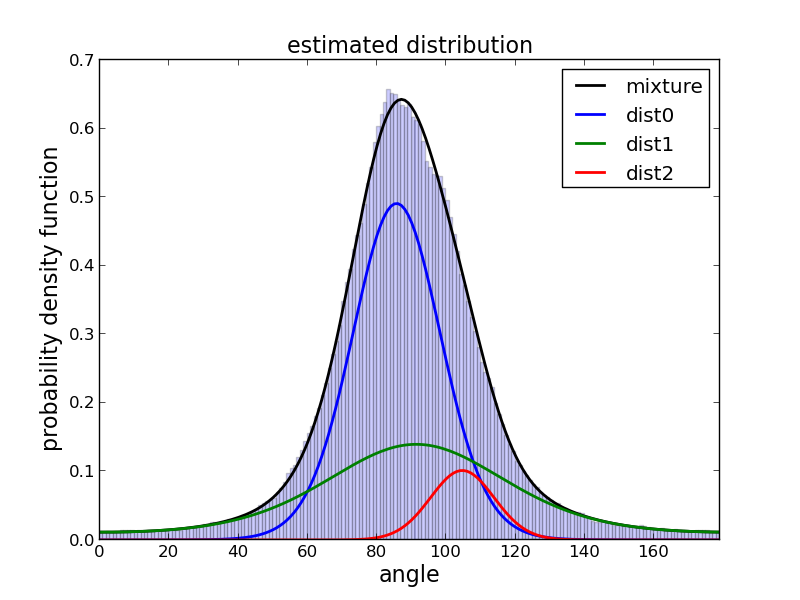 estimated distribution
probability density function
0.7
0.6
0.5
0.4
0.3
0.2
0.1
0.0
mixture
dist0
dist1
dist2
0 20 40 60 80 100 120 140 160
angle